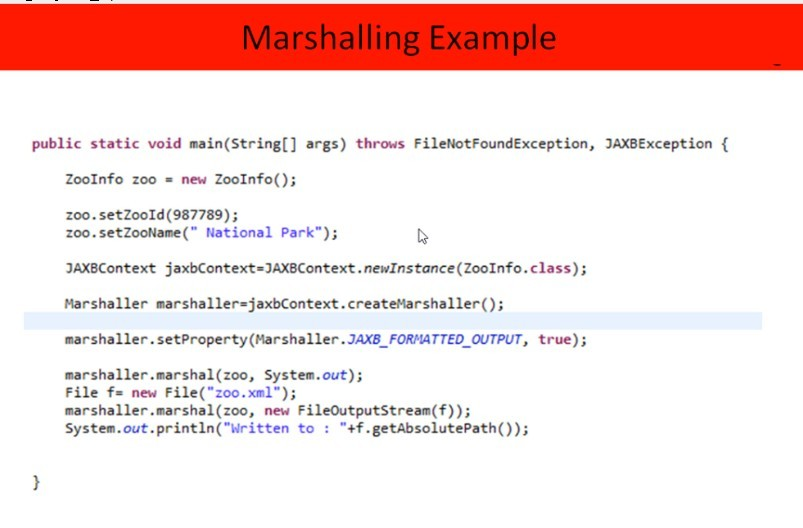 Marshalling Example
public static void main(String[] args) throws FileNotFoundException, JAXBException {
ZooInfo zoo = new ZooInfo();
zoo.setZooId(987789);
zoo.setZooName(" National Park");
JAXBContext jaxbContext=JAXBContext.newInstance(ZooInfo.class);
Marshaller marshaller=jaxbContext.createMarshaller();
marshaller.setProperty(Marshaller.JAXB_FORMATTED_OUTPUT, true);
marshaller.marshal(zoo, System.out);
File f= new File("zoo.xml");
marshaller.marshal(zoo, new FileOutputStream(f));
System.out.println("Written to : "+f.getAbsolutePath());
}